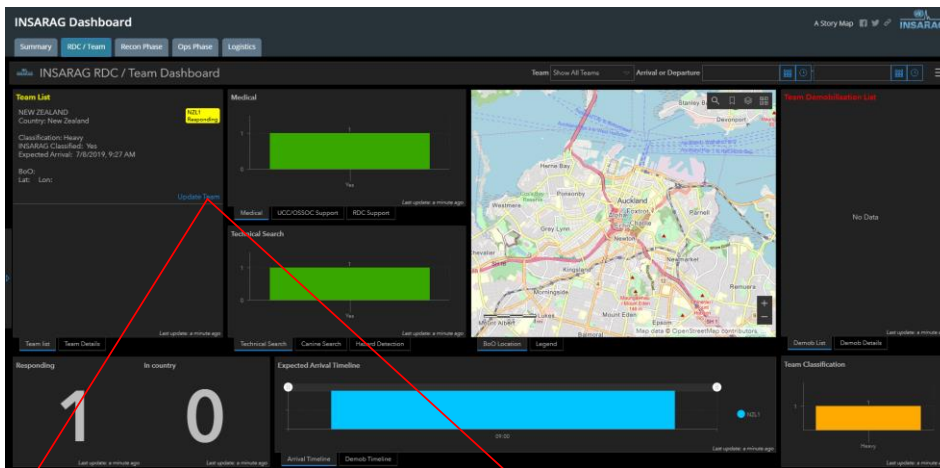 INSARAG Dashboard
A Story Map
INSARAG
Summary
RDC / Team
Recon Phase
Ops Phase
Logistics
INSARAG RDC / Team Dashboard
Team
Show All Teams
Arrival or Departure
Team List
NEW ZEALAND
Country: New Zealand
NZL1
Responding
Classification: Heavy
INSARAG Classified: Yes
Expected Arrival: 7/8/2019, 9:27 AM
BoO:
Lat: Lon:
Update Team
Last update: a minute ago
Team list
Team Details
Medical
1
1
0
Yes
Last update: a minute ago
Medical
UCC/OSSOC Support
RDC Support
Technical Search
1
1
0
Yes
Last update: a minute ago
Technical Search
Canine Search
Hazard Detection
Stanley B
Devonport
Herne Bay
Ponsonby
Westmere
Auckland
Grey Lynn
Parnell
Newton
Newmarket
Kingsland
Remuera
Morningside
Mount Eden
Mount Albert
Epsom
Balmoral
Map data © OpenStreetMap contributors
BoO Location
Legend
Team Demobilisation List
No Data
Last update: a minute
Demob List
Demob Details
Responding
In country
1
0
Last update: a minute ago
Last update: a minute ago
Expected Arrival Timeline
09:00
NZL1
Last update: a minute ago
Arrival Timeline
Demob Timeline
Team Classification
1
1
Heavy
Last update: a minute